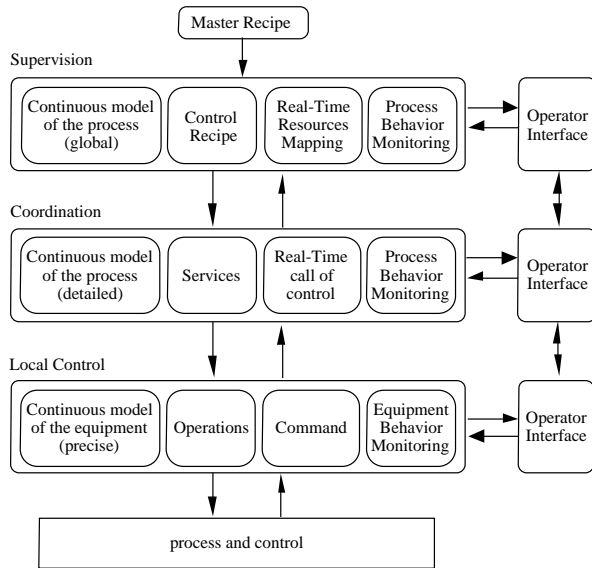 Master Recipe
Supervision
Continuous model
of the process
(global)
Control
Recipe
Real-Time
Resources
Mapping
Process
Behavior
Monitoring
Operator
Interface
Coordination
Continuous model
of the process
(detailed)
Services
Real-Time
call of
control
Process
Behavior
Monitoring
Operator
Interface
Local Control
Continuous model
of the equipment
(precise)
Operations
Command
Equipment
Behavior
Monitoring
Operator
Interface
process and control